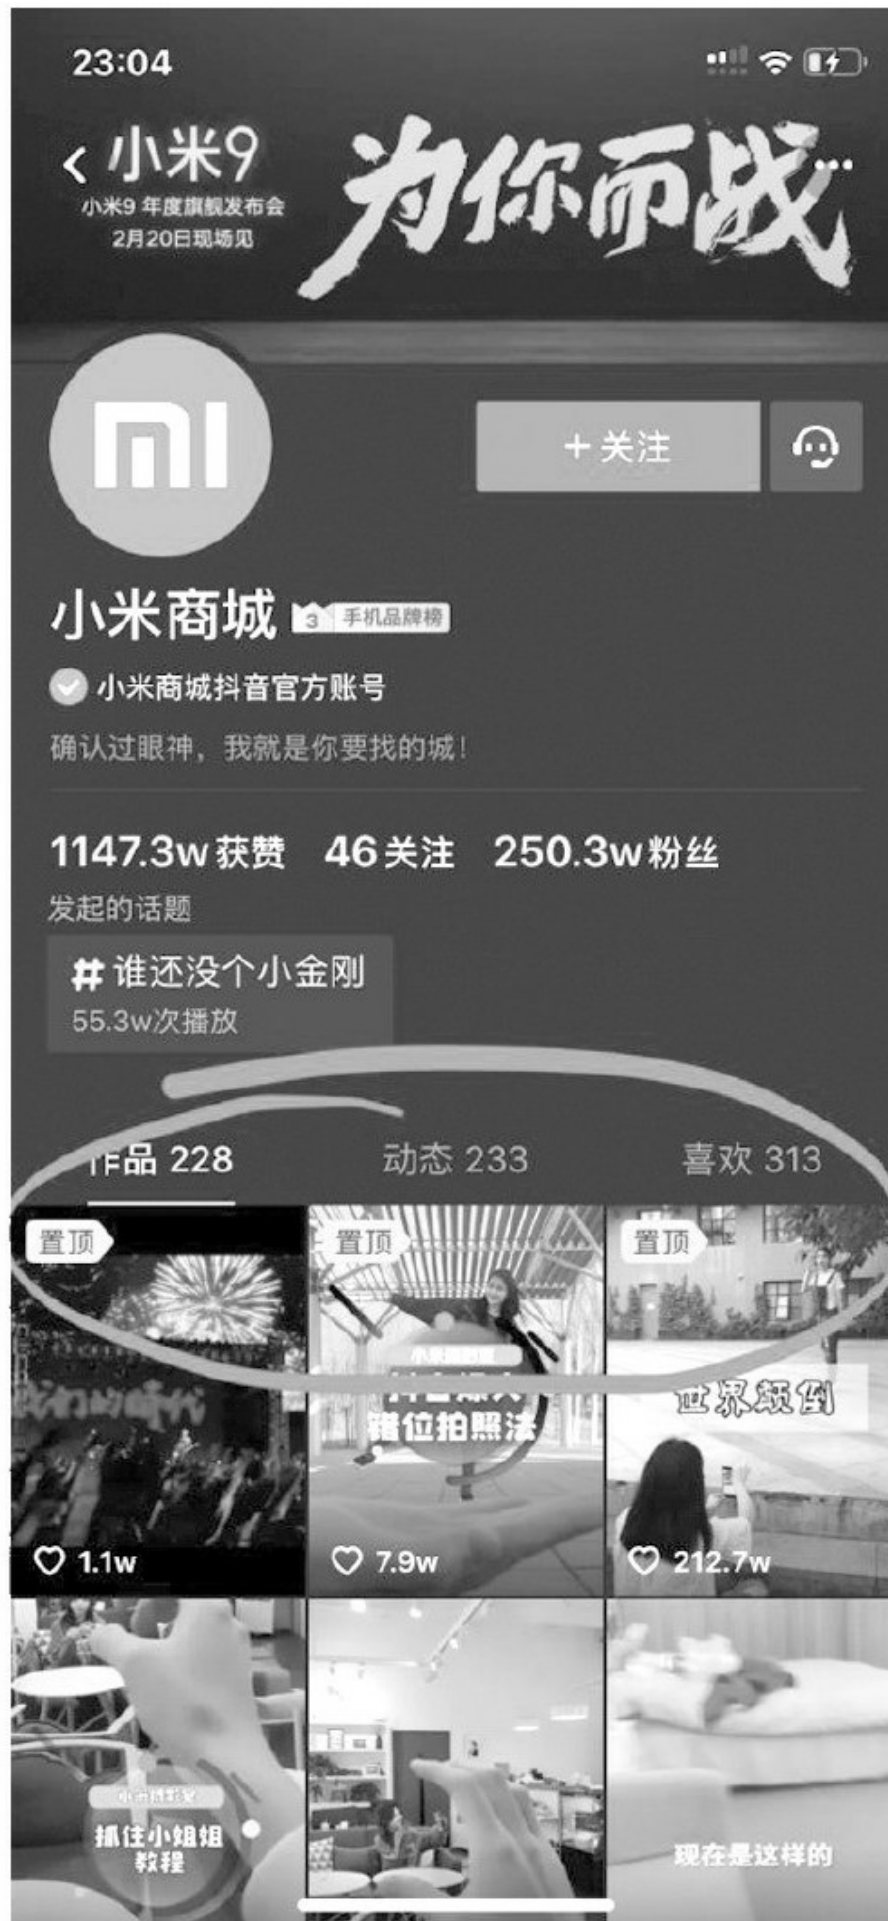 23:04
小米9
为你而战
小米9 年度旗舰发布会
2月20日现场见
+关注
小米商城
3 手机品牌榜
小米商城抖音官方账号
确认过眼神，我就是你要找的城！
1147.3w获赞 46关注 250.3w粉丝
发起的话题
#谁还没个小金刚
55.3w次播放
作品 228 动态 233 喜欢 313
置顶 置顶 置顶
错位拍照法
世界颠倒
1.1w 7.9w 212.7w
抓住小姐姐
教程
现在是这样的